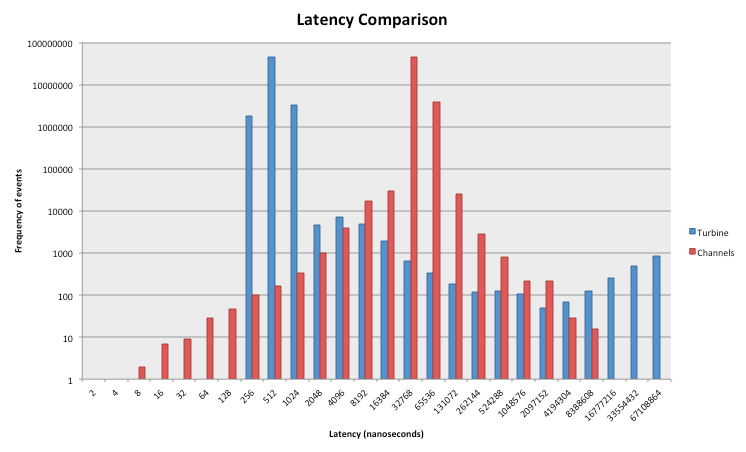 Latency Comparison
100000000
10000000
1000000
100000
10000
1000
100
10
1
Frequency of events
2 4 8 16 32 64 128 256 512 1024 2048 4096 8192 16384 32768 65536 131072 262144 524288 1048576 2097152 4194304 8388608 16777216 33554432 67108864
Latency (nanoseconds)
Turbine
Channels